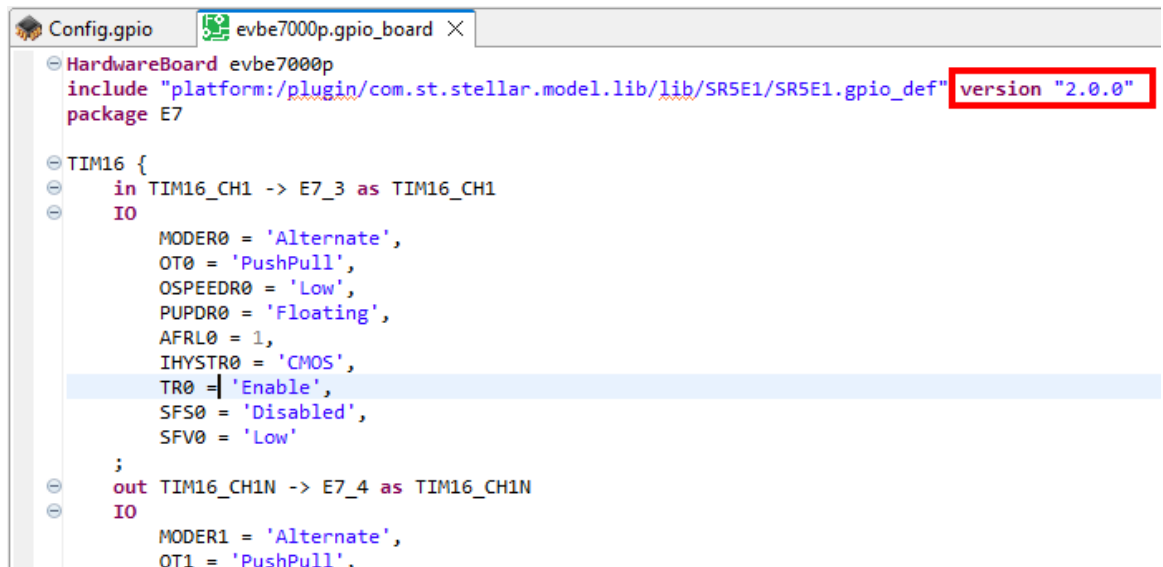 Config.gpio evbe7000p.gpio_board
HardwareBoard evbe7000p
include "platform:/plugin/com.st.stellar.model.lib/lib/SR5E1/SR5E1.gpio_def" version "2.0.0"
package E7
TIM16 {
in TIM16_CH1 -> E7_3 as TIM16_CH1
IO
MODER0 = 'Alternate',
OT0 = 'PushPull',
OSPEEDR0 = 'Low',
PUPDR0 = 'Floating',
AFRL0 = 1,
IHYSTR0 = 'CMOS',
TR0 = 'Enable',
SFS0 = 'Disabled',
SFV0 = 'Low'
;
out TIM16_CH1N -> E7_4 as TIM16_CH1N
IO
MODER1 = 'Alternate',
OT1 = 'PushPull',